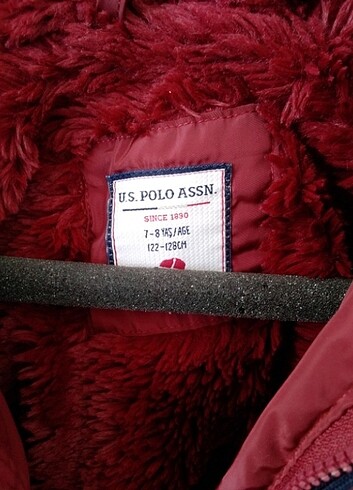 U.S. POLO ASSN.
SINCE 1890
7-8 YAŞ/AGE
122-128CM